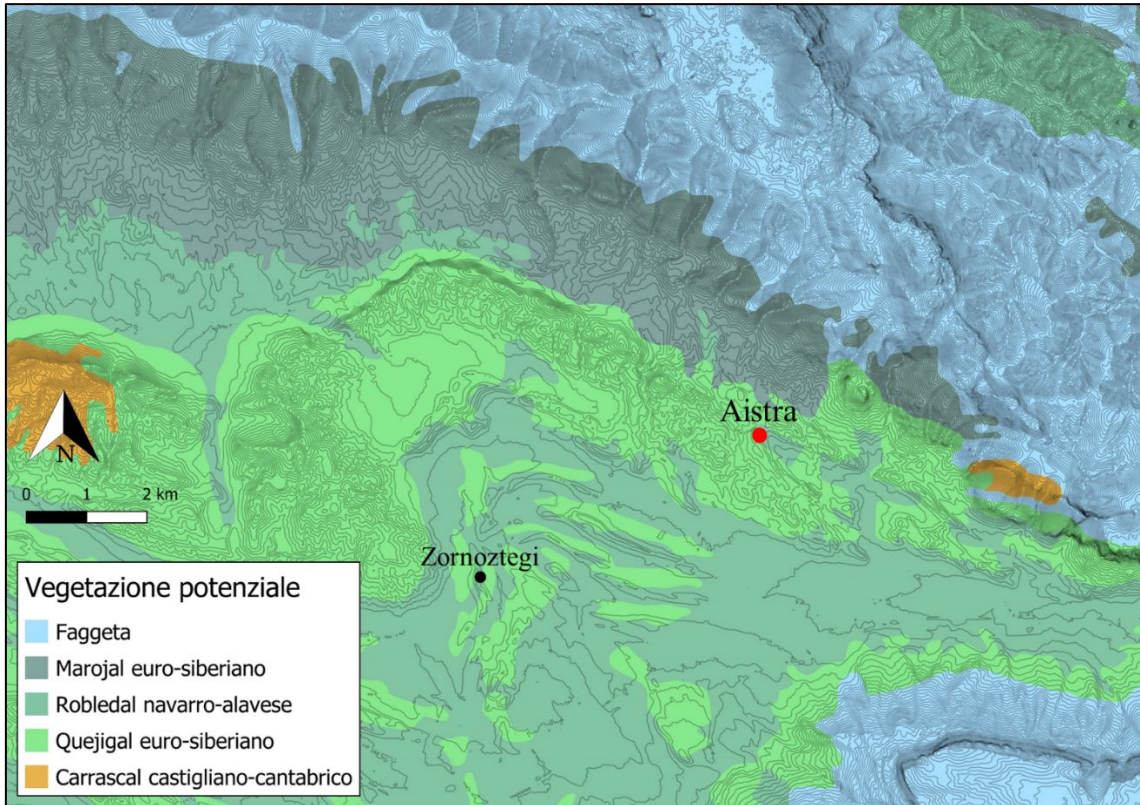 Aistra
N
0 1 2 km
Zornoztegi
Vegetazione potenziale
Faggeta
Marojal euro-siberiano
Robledal navarro-alavese
Quejigal euro-siberiano
Carrascal castigliano-cantabrico